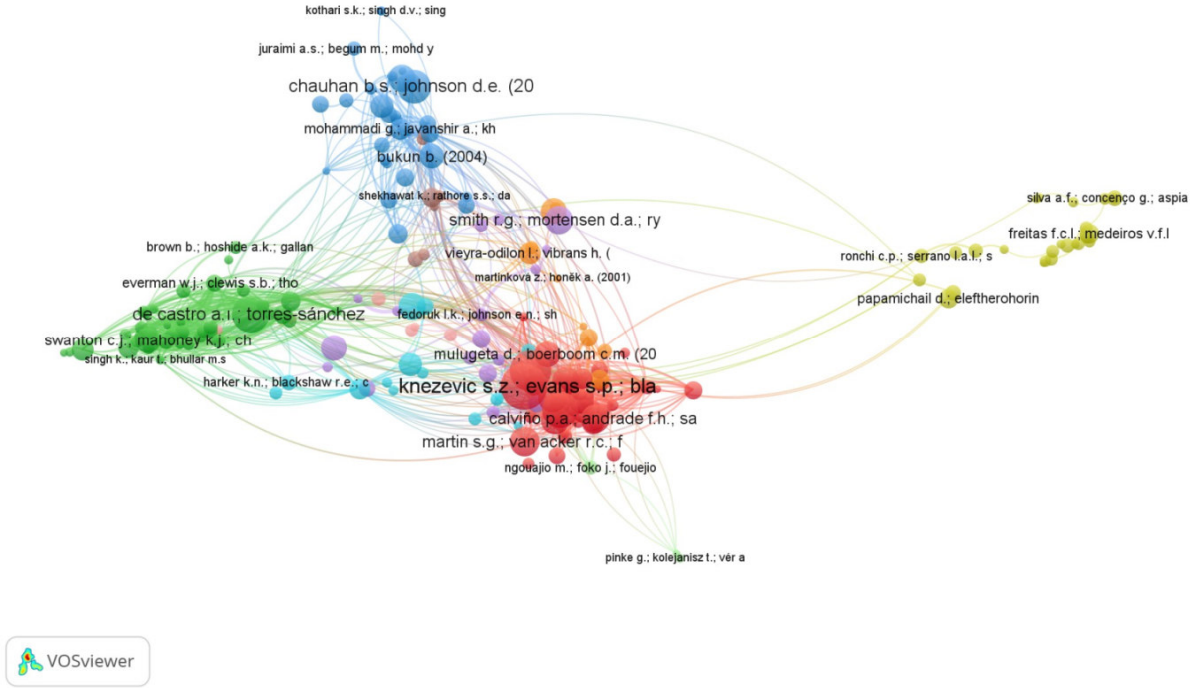 kothari s.k.; singh d.v.; sing
juraimi a.s.; begum m.; mohd y
chauhan b.s.; johnson d.e. (20
mohammadi g.; javanshir a.; kh
bukun b. (2004)
shekhawat k.; rathore s.s.; da
silva a.f.; concenço g.; aspia
smith r.g.; mortensen d.a.; ry
freitas f.c.l.; medeiros v.f.l
brown b.; hoshide a.k.; gallan
vieyra-odilon l.; vibrans h. (
ronchi c.p.; serrano l.a.l.; s
martinková z.; honěk a. (2001)
everman w.j.; clewis s.b.; tho
papamichail d.; eleftherohorin
de castro a.i.; torres-sánchez
fedoruk l.k.; johnson e.n.; sh
swanton c.j.; mahoney k.j.; ch
mulugeta d.; boerboom c.m. (20
singh k.; kaur t.; bhullar m.s
harker k.n.; blackshaw r.e.; c
knezevic s.z.; evans s.p.; bla
calviño p.a.; andrade f.h.; sa
martin s.g.; van acker r.c.; f
ngouajio m.; foko j.; fouejio
pinke g.; kolejanisz t.; vér a
VOSviewer